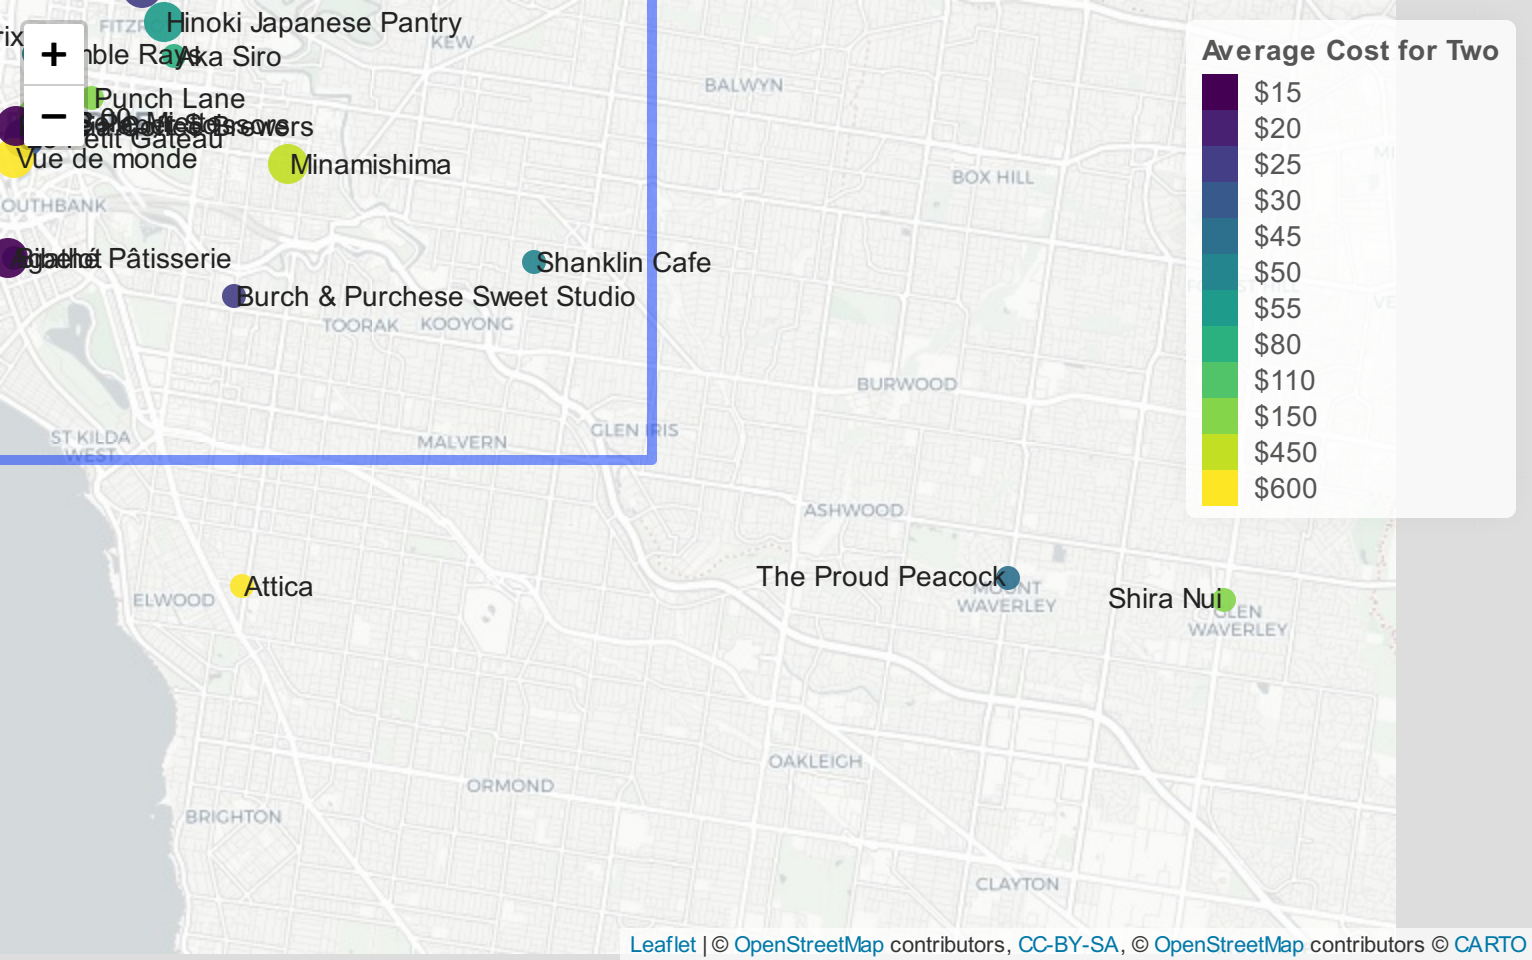 Hinoki Japanese Pantry
Aka Siro
Punch Lane
Le Petit Gateau
Vue de monde
Minamishima
Pâtisserie
Shanklin Cafe
Burch & Purchese Sweet Studio
Attica
The Proud Peacock
Shira Nui
KEW
BALWYN
BOX HILL
TOORAK
KOOYONG
BURWOOD
ST KILDA
WEST
MALVERN
GLEN IRIS
ASHWOOD
ELWOOD
MOUNT
WAVERLEY
GLEN
WAVERLEY
OAKLEIGH
ORMOND
BRIGHTON
CLAYTON
+
−
Average Cost for Two
$15
$20
$25
$30
$45
$50
$55
$80
$110
$150
$450
$600
Leaflet | © OpenStreetMap contributors, CC-BY-SA, © OpenStreetMap contributors © CARTO